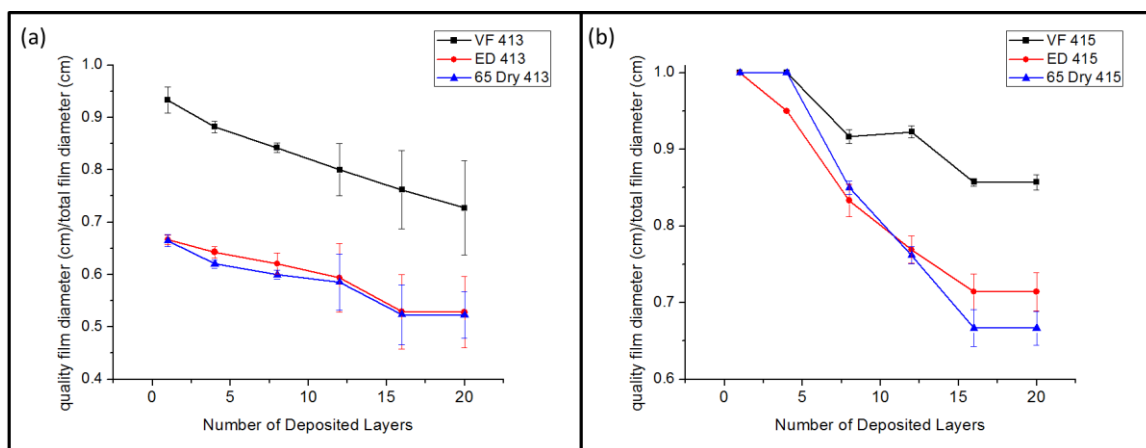 (a)
VF 413
ED 413
65 Dry 413
quality film diameter (cm)/total film diameter (cm)
1.0
0.9
0.8
0.7
0.6
0.5
0.4
0 5 10 15 20
Number of Deposited Layers
(b)
VF 415
ED 415
65 Dry 415
quality film diameter (cm)/total film diameter (cm)
1.0
0.9
0.8
0.7
0.6
0 5 10 15 20
Number of Deposited Layers